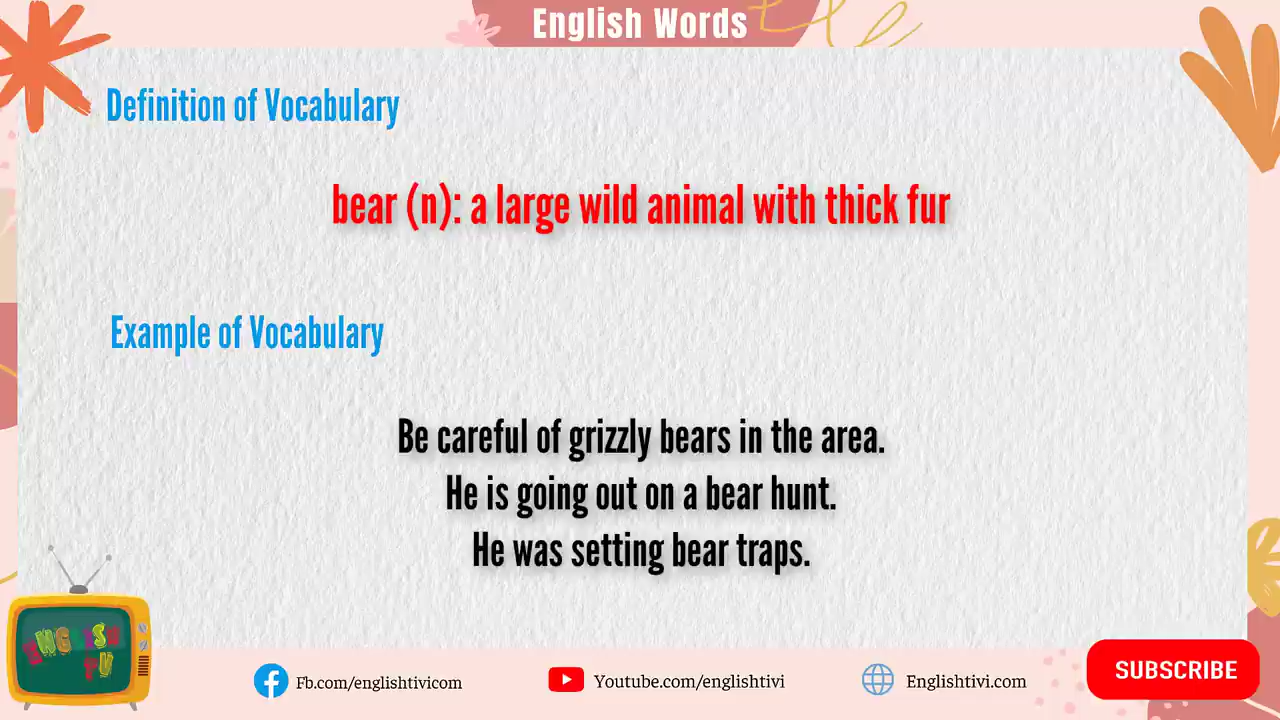 English Words
Definition of Vocabulary
bear (n): a large wild animal with thick fur
Example of Vocabulary
Be careful of grizzly bears in the area.
He is going out on a bear hunt.
He was setting bear traps.
ENGLISH
TV
Fb.com/englishtivicom
Youtube.com/englishtivi
Englishtivi.com
SUBSCRIBE